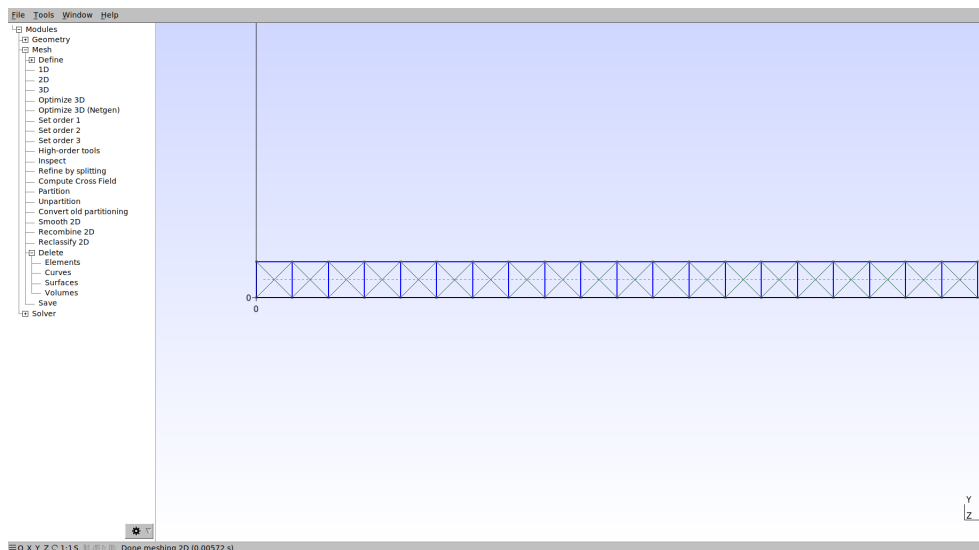 File Tools Window Help
Modules
Geometry
Mesh
Define
1D
2D
3D
Optimize 3D
Optimize 3D (Netgen)
Set order 1
Set order 2
Set order 3
High-order tools
Inspect
Refine by splitting
Compute Cross Field
Partition
Unpartition
Convert old partitioning
Smooth 2D
Recombine 2D
Reclassify 2D
Delete
Elements
Curves
Surfaces
Volumes
Save
Solver
0
0
Y
Z
O X Y Z 1:1 S Done meshing 2D (0.00572 s)